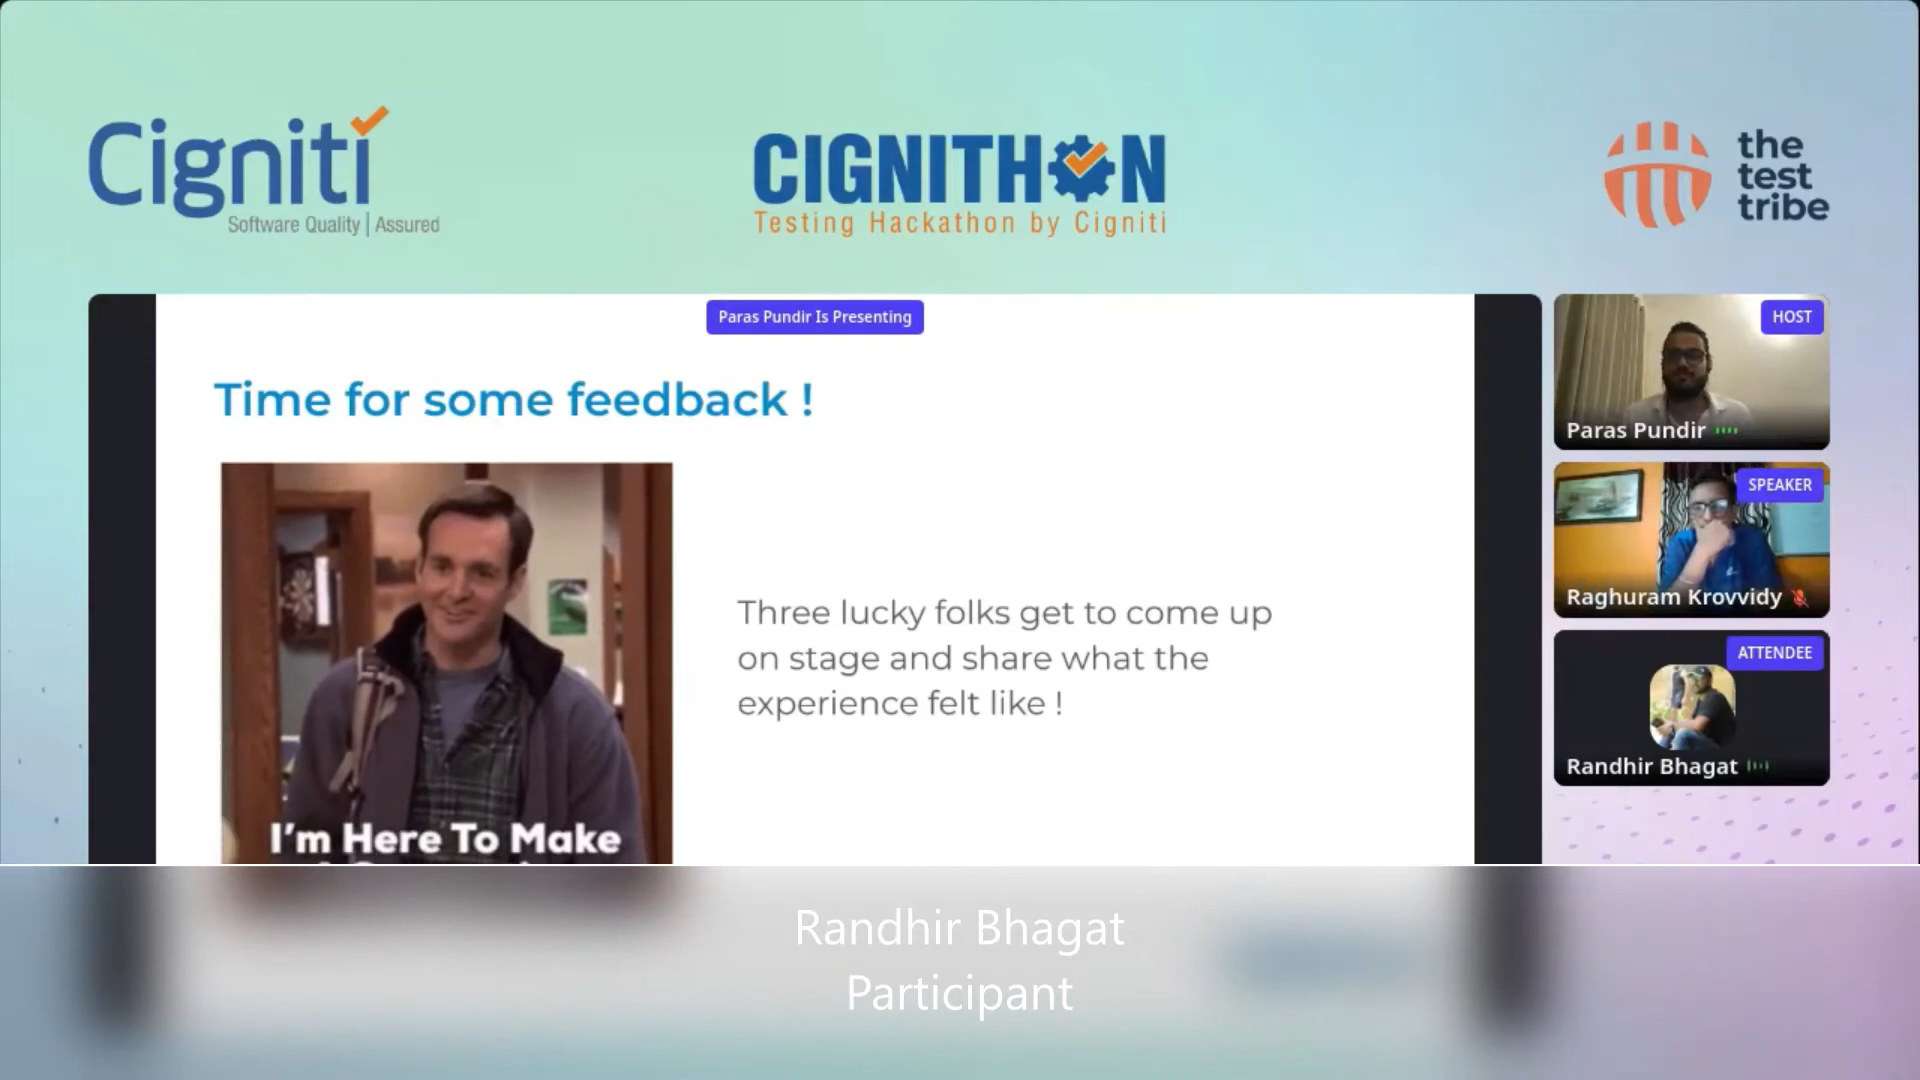 Cigniti
Software Quality | Assured
CIGNITHON
Testing Hackathon by Cigniti
the
test
tribe
Paras Pundir Is Presenting
Time for some feedback !
I'm Here To Make
Three lucky folks get to come up
on stage and share what the
experience felt like !
HOST
Paras Pundir
SPEAKER
Raghuram Krovvidy
ATTENDEE
Randhir Bhagat
Randhir Bhagat
Participant